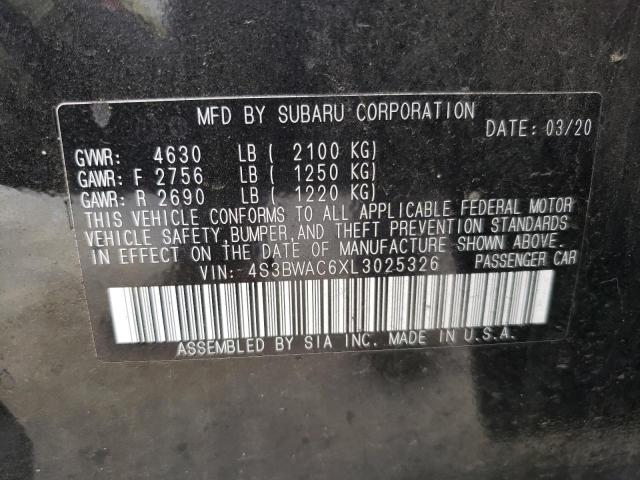 MFD BY SUBARU CORPORATION
DATE: 03/20
GVWR: 4630 LB ( 2100 KG)
GAWR: F 2756 LB ( 1250 KG)
GAWR: R 2690 LB ( 1220 KG)
THIS VEHICLE CONFORMS TO ALL APPLICABLE FEDERAL MOTOR
VEHICLE SAFETY, BUMPER, AND THEFT PREVENTION STANDARDS
IN EFFECT ON THE DATE OF MANUFACTURE SHOWN ABOVE.
VIN: 4S3BWAC6XL3025326 PASSENGER CAR
ASSEMBLED BY SIA INC. MADE IN U.S.A.